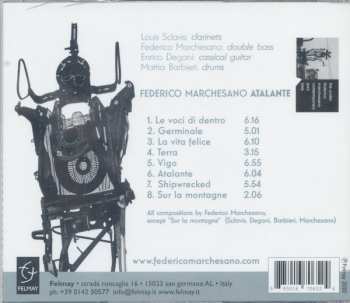 Louis Sclavis, clarinets
Federico Marchesano, double bass
Enrico Degani, classical guitar
Mattia Barbieri, drums
FEDERICO MARCHESANO ATALANTE
1. Le voci di dentro 6.16
2. Germinale 5.01
3. La vita felice 6.10
4. Terra 3.15
5. Vigo 6.55
6. Atalante 6.04
7. Shipwrecked 5.54
8. Sur la montagne 2.06
All compositions by Federico Marchesano,
except "Sur la montagne" (Sclavis, Degani, Barbieri, Marchesano)
www.federicomarchesano.com
FELMAY
Felmay • strada roncaglia 16 • 15033 san germano AL • Italy
ph. +39 0142 50577 • info@felmay.it www.felmay.it